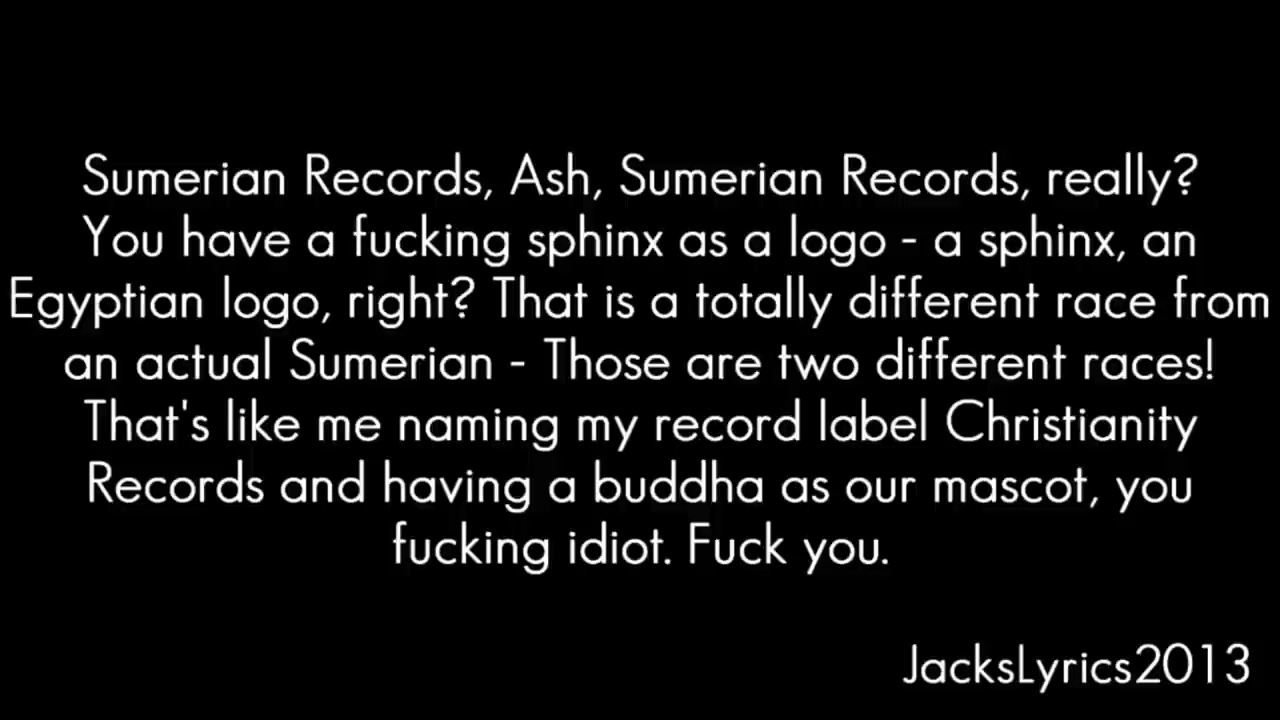 Sumerian Records, Ash, Sumerian Records, really?
You have a fucking sphinx as a logo - a sphinx, an
Egyptian logo, right? That is a totally different race from
an actual Sumerian - Those are two different races!
That's like me naming my record label Christianity
Records and having a buddha as our mascot, you
fucking idiot. Fuck you.
JacksLyrics2013